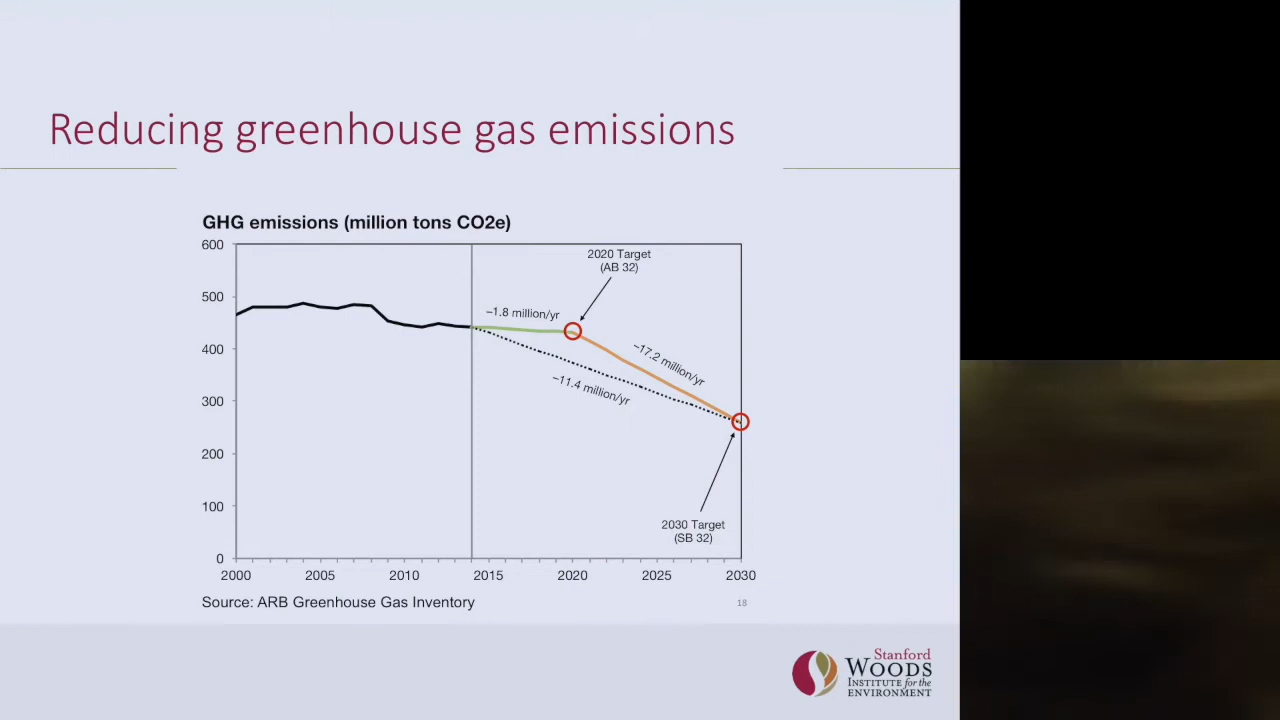 Reducing greenhouse gas emissions
GHG emissions (million tons CO2e)
600
500
400
300
200
100
0
2020 Target
(AB 32)
–1.8 million/yr
–17.2 million/yr
–11.4 million/yr
2030 Target
(SB 32)
2000
2005
2010
2015
2020
2025
2030
Source: ARB Greenhouse Gas Inventory
18
Stanford
WOODS
INSTITUTE for the
ENVIRONMENT